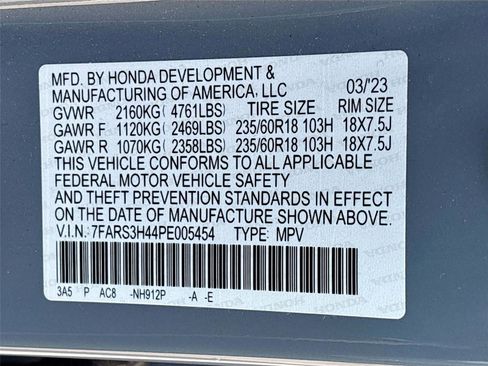 MFD. BY HONDA DEVELOPMENT &
MANUFACTURING OF AMERICA, LLC 03/'23
GVWR 2160KG (4761LBS) TIRE SIZE RIM SIZE
GAWR F 1120KG (2469LBS) 235/60R18 103H 18X7.5J
GAWR R 1070KG (2358LBS) 235/60R18 103H 18X7.5J
THIS VEHICLE CONFORMS TO ALL APPLICABLE
FEDERAL MOTOR VEHICLE SAFETY
AND THEFT PREVENTION STANDARDS IN EFFECT
ON THE DATE OF MANUFACTURE SHOWN ABOVE.
V.I.N.: 7FARS3H44PE005454 TYPE: MPV
3A5 P AC8 -NH912P -A -E